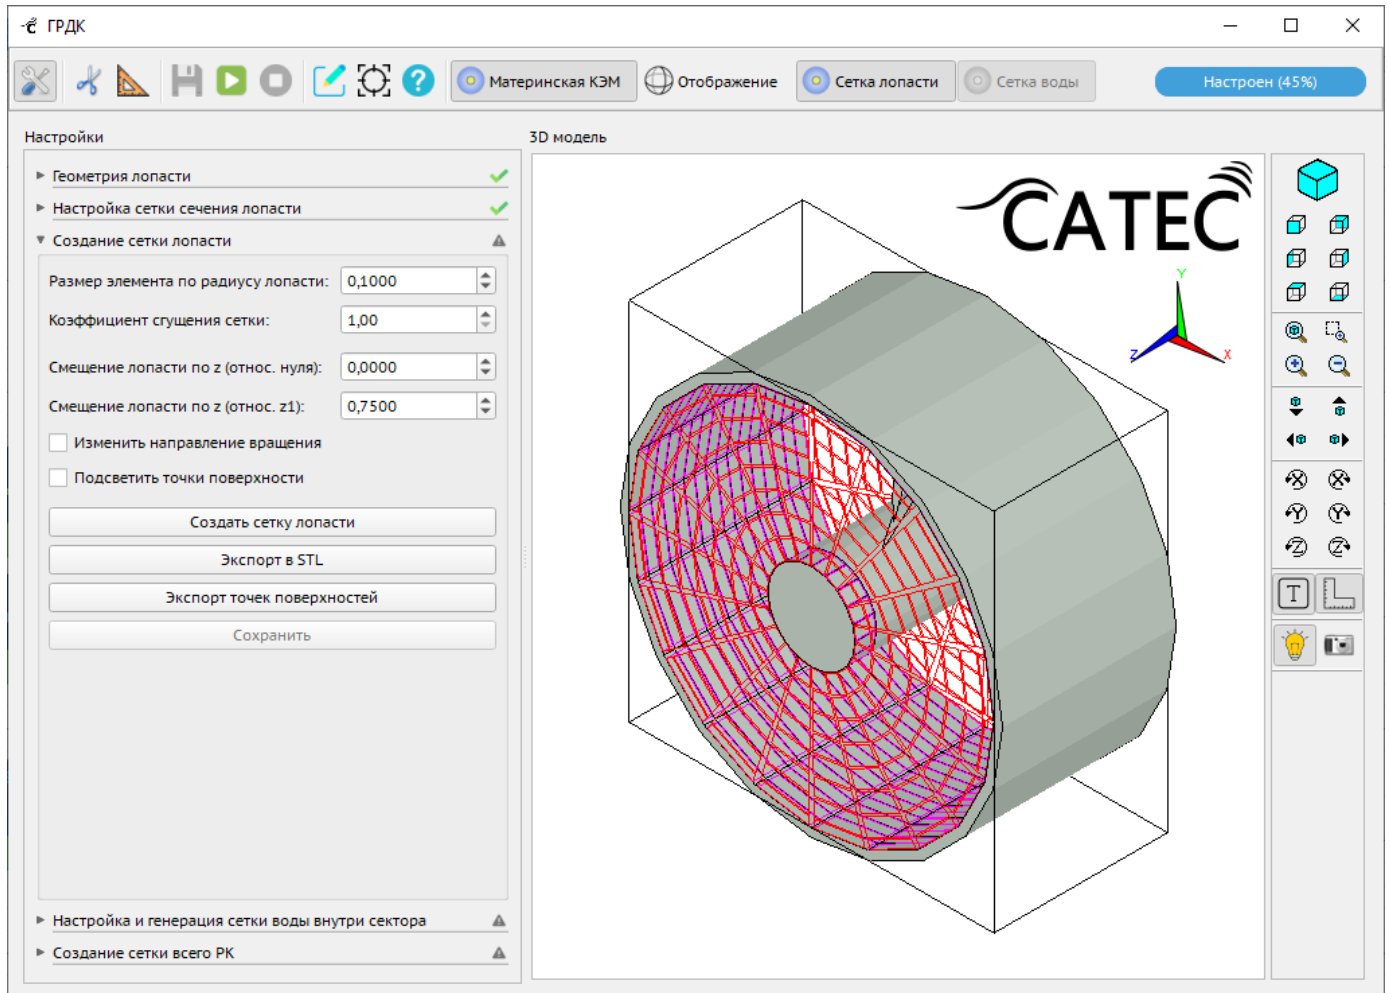 ГРДК
Материнская КЭМ
Отображение
Сетка лопасти
Сетка воды
Настроен (45%)
Настройки
3D модель
Геометрия лопасти
Настройка сетки сечения лопасти
Создание сетки лопасти
Размер элемента по радиусу лопасти: 0,1000
Коэффициент сгущения сетки: 1,00
Смещение лопасти по z (относ. нуля): 0,0000
Смещение лопасти по z (относ. z1): 0,7500
Изменить направление вращения
Подсветить точки поверхности
Создать сетку лопасти
Экспорт в STL
Экспорт точек поверхностей
Сохранить
Настройка и генерация сетки воды внутри сектора
Создание сетки всего РК
CATEC
Y
Z
X
X X
Y Y
Z Z
T